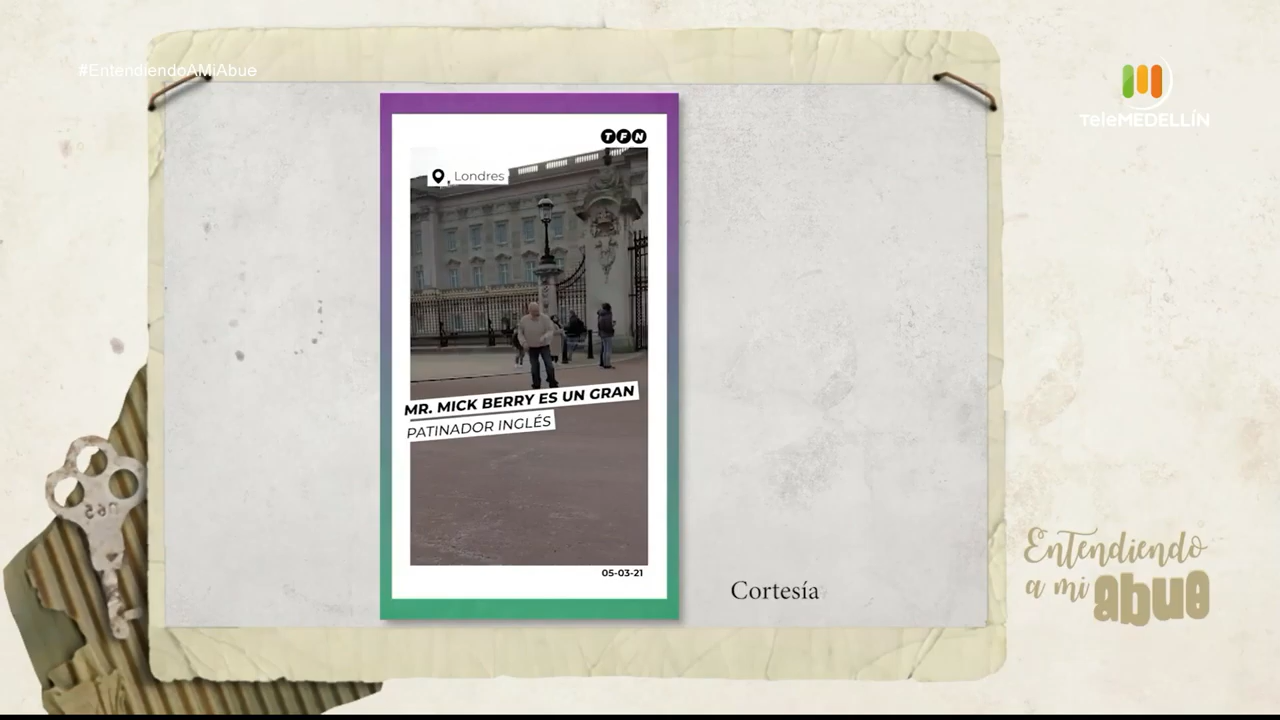 #EntendiendoAMiAbue
TeleMEDELLÍN
TFN
Londres
MR. MICK BERRY ES UN GRAN
PATINADOR INGLÉS
05-03-21
Cortesía
Entendiendo
a mi abue